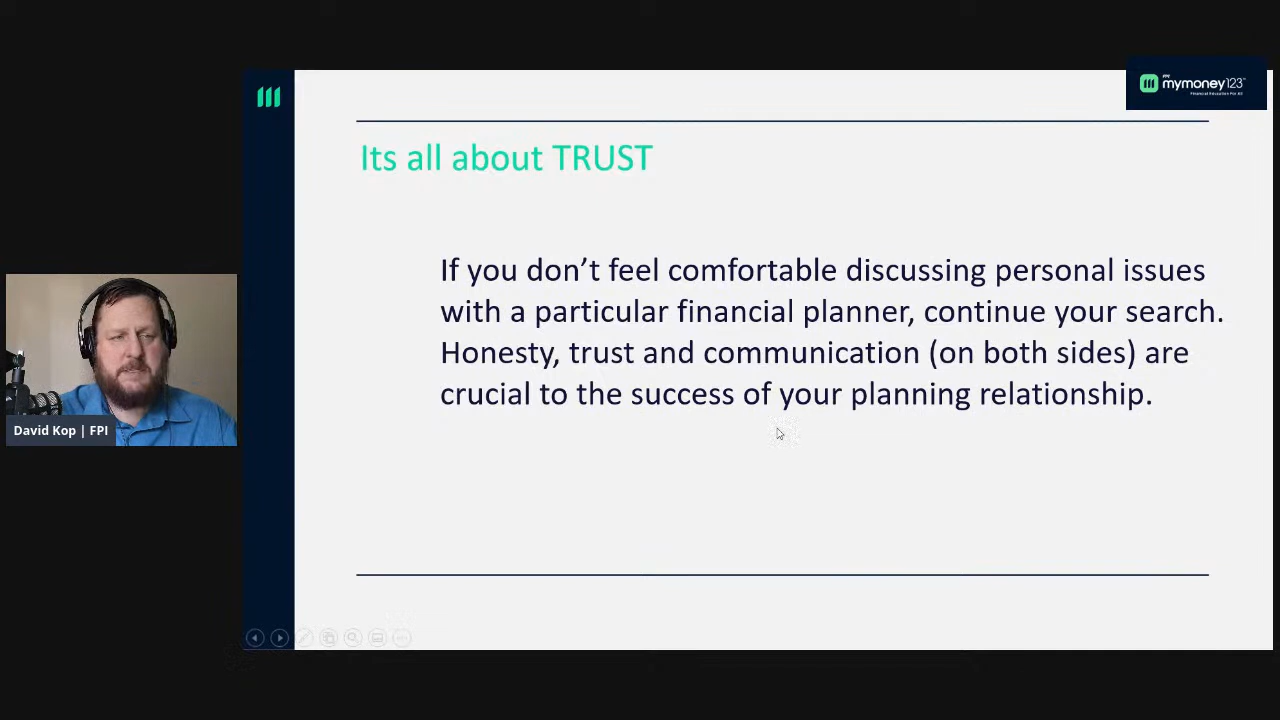 FPI
mymoney123™
Financial Education For All
Its all about TRUST
If you don’t feel comfortable discussing personal issues
with a particular financial planner, continue your search.
Honesty, trust and communication (on both sides) are
crucial to the success of your planning relationship.
David Kop | FPI